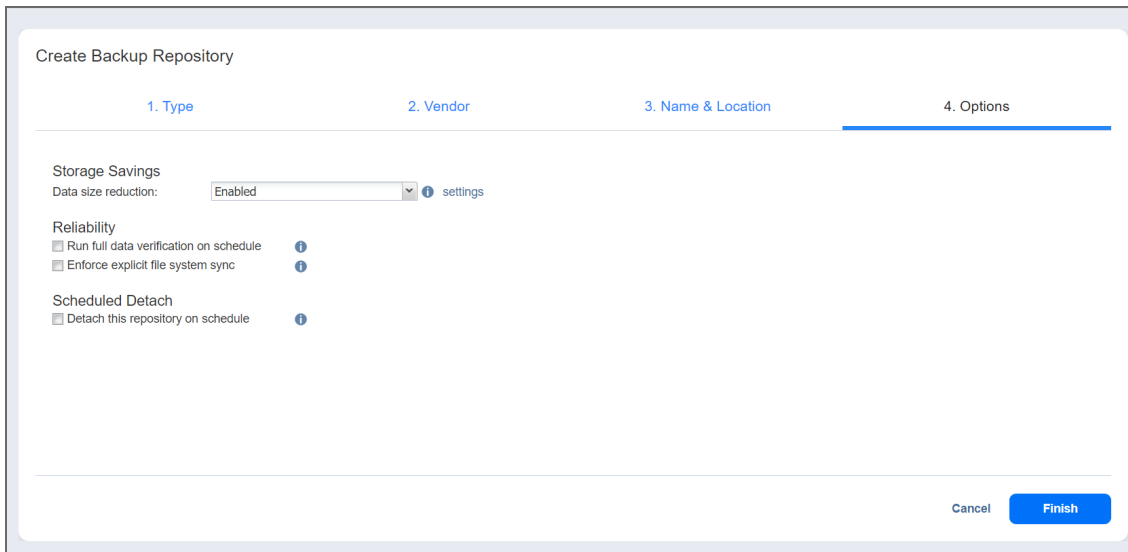 Create Backup Repository
1. Type
2. Vendor
3. Name & Location
4. Options
Storage Savings
Data size reduction: Enabled settings
Reliability
Run full data verification on schedule
Enforce explicit file system sync
Scheduled Detach
Detach this repository on schedule
Cancel Finish